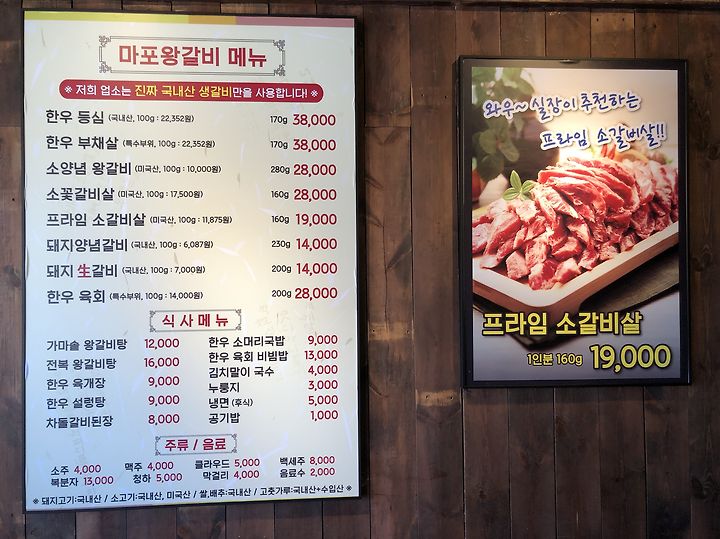 마포왕갈비 메뉴
※ 저희 업소는 진짜 국내산 생갈비만을 사용합니다! ※
한우 등심 (국내산, 100g : 22,352원) 170g 38,000
한우 부채살 (특수부위, 100g : 22,352원) 170g 38,000
소양념 왕갈비 (미국산, 100g : 10,000원) 280g 28,000
소꽃갈비살 (미국산, 100g : 17,500원) 160g 28,000
프라임 소갈비살 (미국산, 100g : 11,875원) 160g 19,000
돼지양념갈비 (국내산, 100g : 6,087원) 230g 14,000
돼지 生갈비 (국내산, 100g : 7,000원) 200g 14,000
한우 육회 (특수부위, 100g : 14,000원) 200g 28,000
식사메뉴
가마솥 왕갈비탕 12,000
전복 왕갈비탕 16,000
한우 육개장 9,000
한우 설렁탕 9,000
차돌갈비된장 8,000
한우 소머리국밥 9,000
한우 육회 비빔밥 13,000
김치말이 국수 4,000
누룽지 3,000
냉면 (후식) 5,000
공기밥 1,000
주류 / 음료
소주 4,000 맥주 4,000 클라우드 5,000 백세주 8,000
복분자 13,000 청하 5,000 막걸리 4,000 음료수 2,000
※ 돼지고기:국내산 / 소고기:국내산, 미국산 / 쌀,배추:국내산 / 고춧가루:국내산+수입산 ※
와우~ 실장이 추천하는
프라임 소갈비살!!
프라임 소갈비살
1인분 160g 19,000